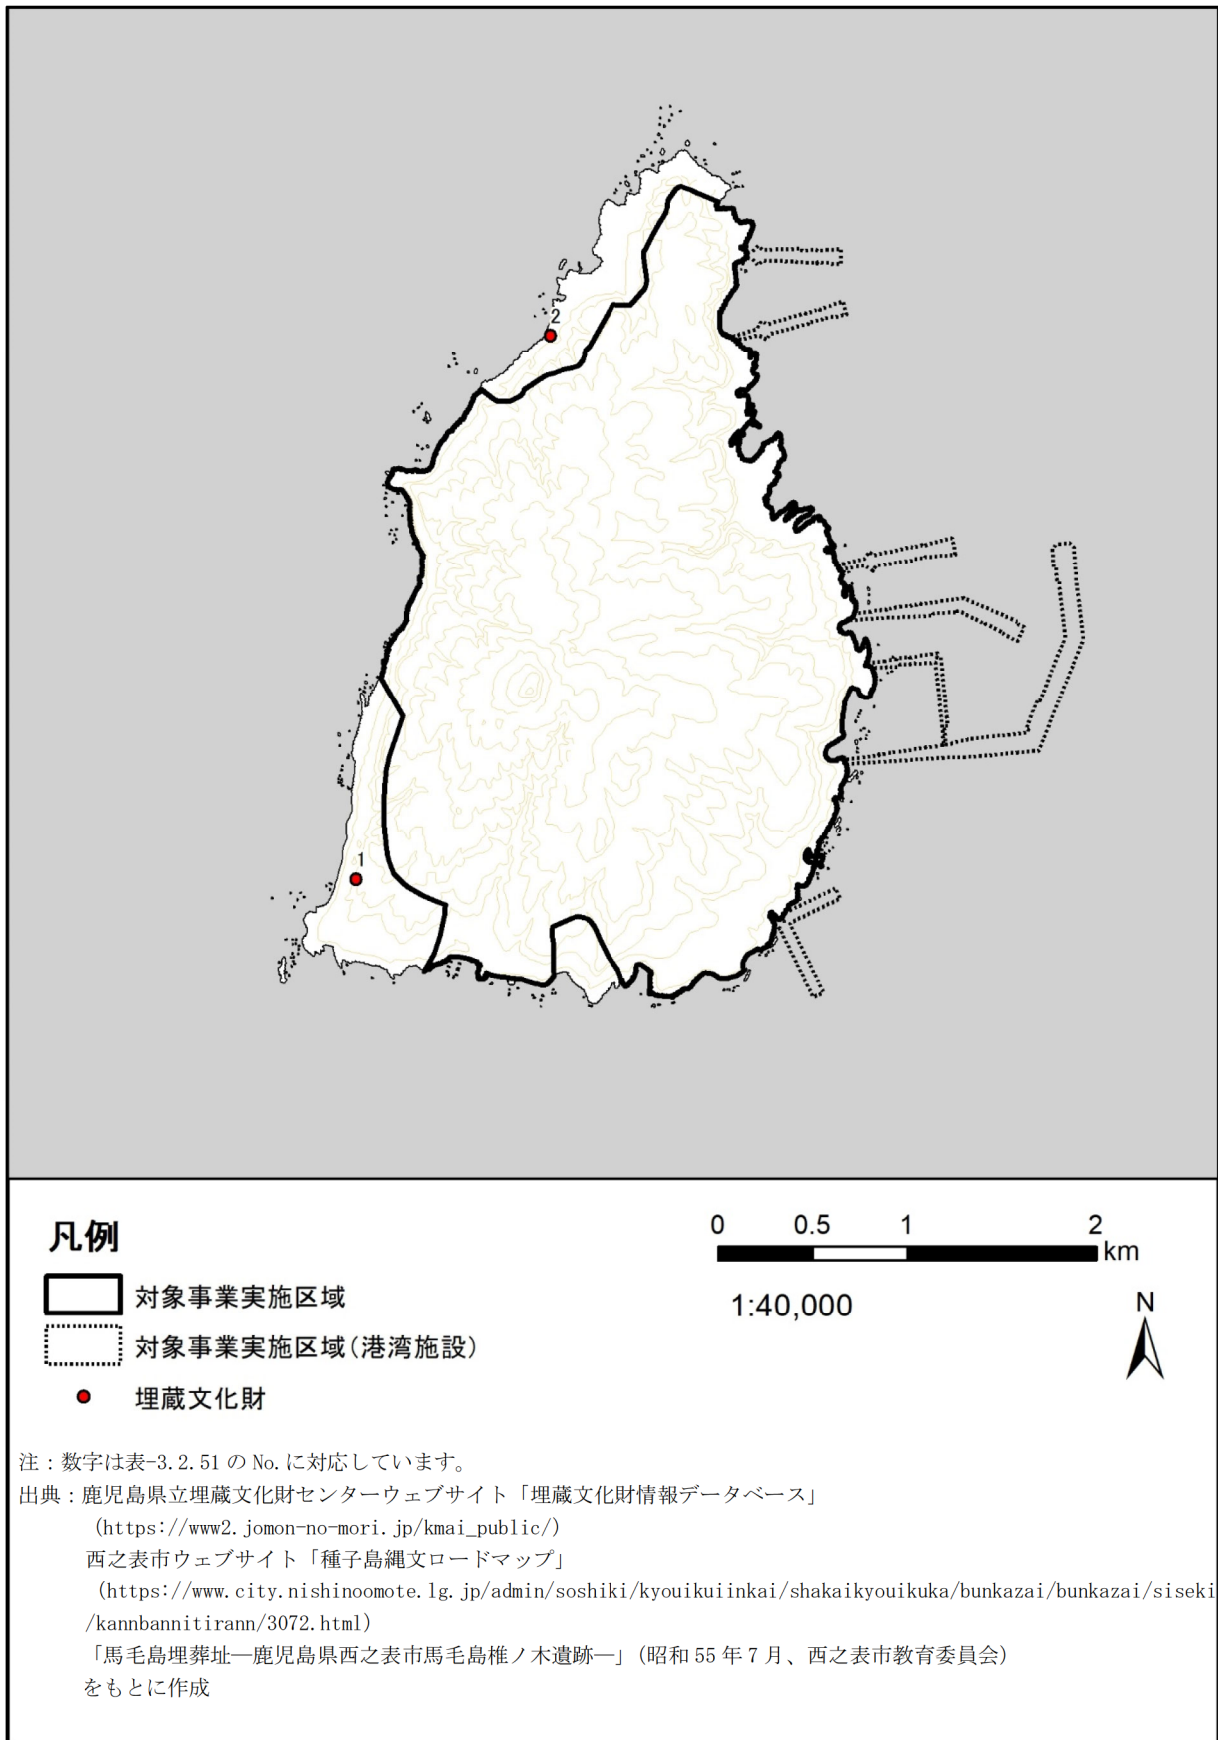 2
1
凡例
対象事業実施区域
対象事業実施区域(港湾施設)
埋蔵文化財
0 0.5 1 2
km
1:40,000
N
注：数字は表-3.2.51 の No.に対応しています。
出典：鹿児島県立埋蔵文化財センターウェブサイト「埋蔵文化財情報データベース」
(https://www2.jomon-no-mori.jp/kmai_public/)
西之表市ウェブサイト「種子島縄文ロードマップ」
(https://www.city.nishinoomote.lg.jp/admin/soshiki/kyouikuiinkai/shakaikyouikuka/bunkazai/bunkazai/siseki
/kannbannitirann/3072.html)
「馬毛島埋葬址―鹿児島県西之表市馬毛島椎ノ木遺跡―」(昭和 55 年 7 月、西之表市教育委員会)
をもとに作成